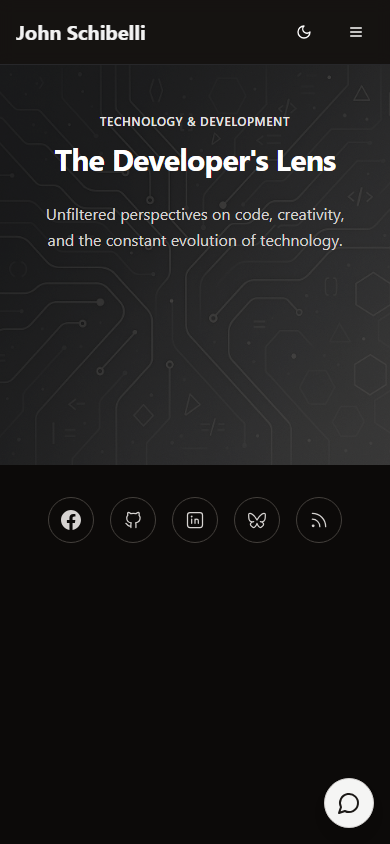 John Schibelli
TECHNOLOGY & DEVELOPMENT
The Developer's Lens
Unfiltered perspectives on code, creativity,
and the constant evolution of technology.